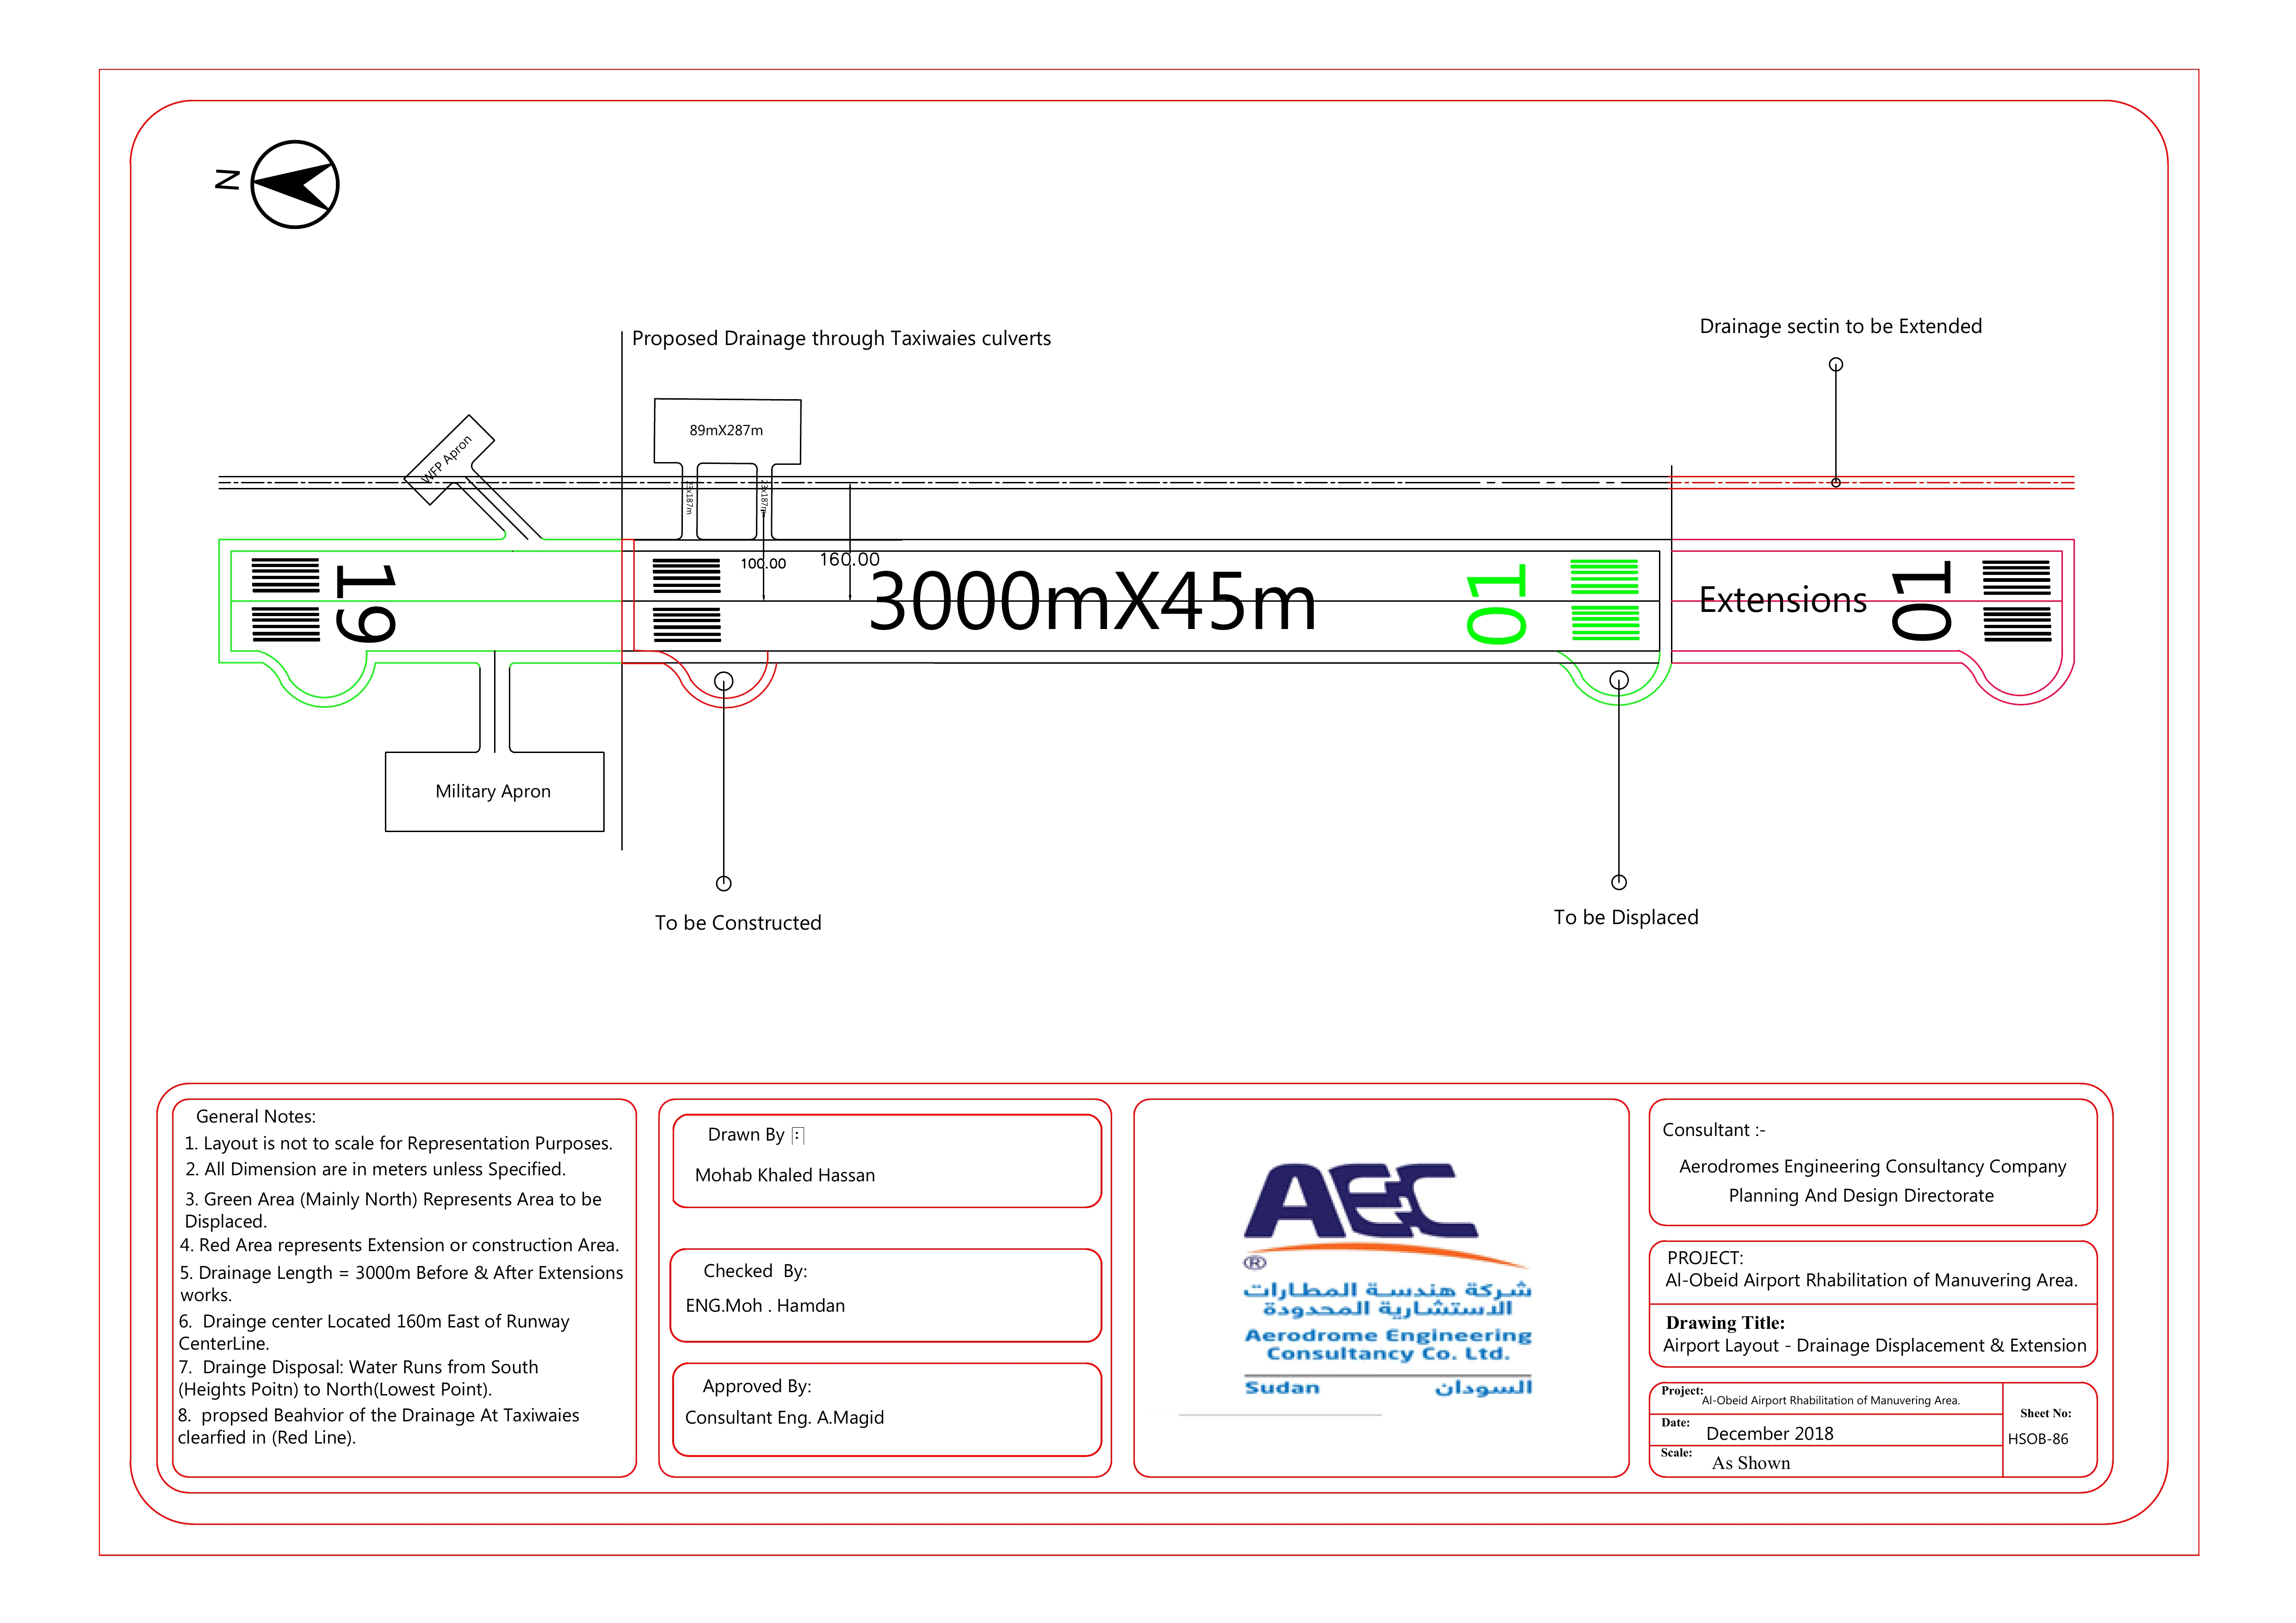 N
Proposed Drainage through Taxiwaies culverts
Drainage sectin to be Extended
WFP Apron
89mX287m
23x187m
23x187m
100.00
160.00
19
3000mX45m
01
Extensions
01
Military Apron
To be Constructed
To be Displaced
General Notes:
1. Layout is not to scale for Representation Purposes.
2. All Dimension are in meters unless Specified.
3. Green Area (Mainly North) Represents Area to be
Displaced.
4. Red Area represents Extension or construction Area.
5. Drainage Length = 3000m Before & After Extensions
works.
6. Drainge center Located 160m East of Runway
CenterLine.
7. Drainge Disposal: Water Runs from South
(Heights Poitn) to North(Lowest Point).
8. propsed Beahvior of the Drainage At Taxiwaies
clearfied in (Red Line).
Drawn By :
Mohab Khaled Hassan
Checked By:
ENG.Moh . Hamdan
Approved By:
Consultant Eng. A.Magid
AEC
®
شركة هندسة المطارات
الاستشارية المحدودة
Aerodrome Engineering
Consultancy Co. Ltd.
Sudan السودان
Consultant :-
Aerodromes Engineering Consultancy Company
Planning And Design Directorate
PROJECT:
Al-Obeid Airport Rhabilitation of Manuvering Area.
Drawing Title:
Airport Layout - Drainage Displacement & Extension
Project: Al-Obeid Airport Rhabilitation of Manuvering Area.
Date: December 2018
Scale: As Shown
Sheet No:
HSOB-86